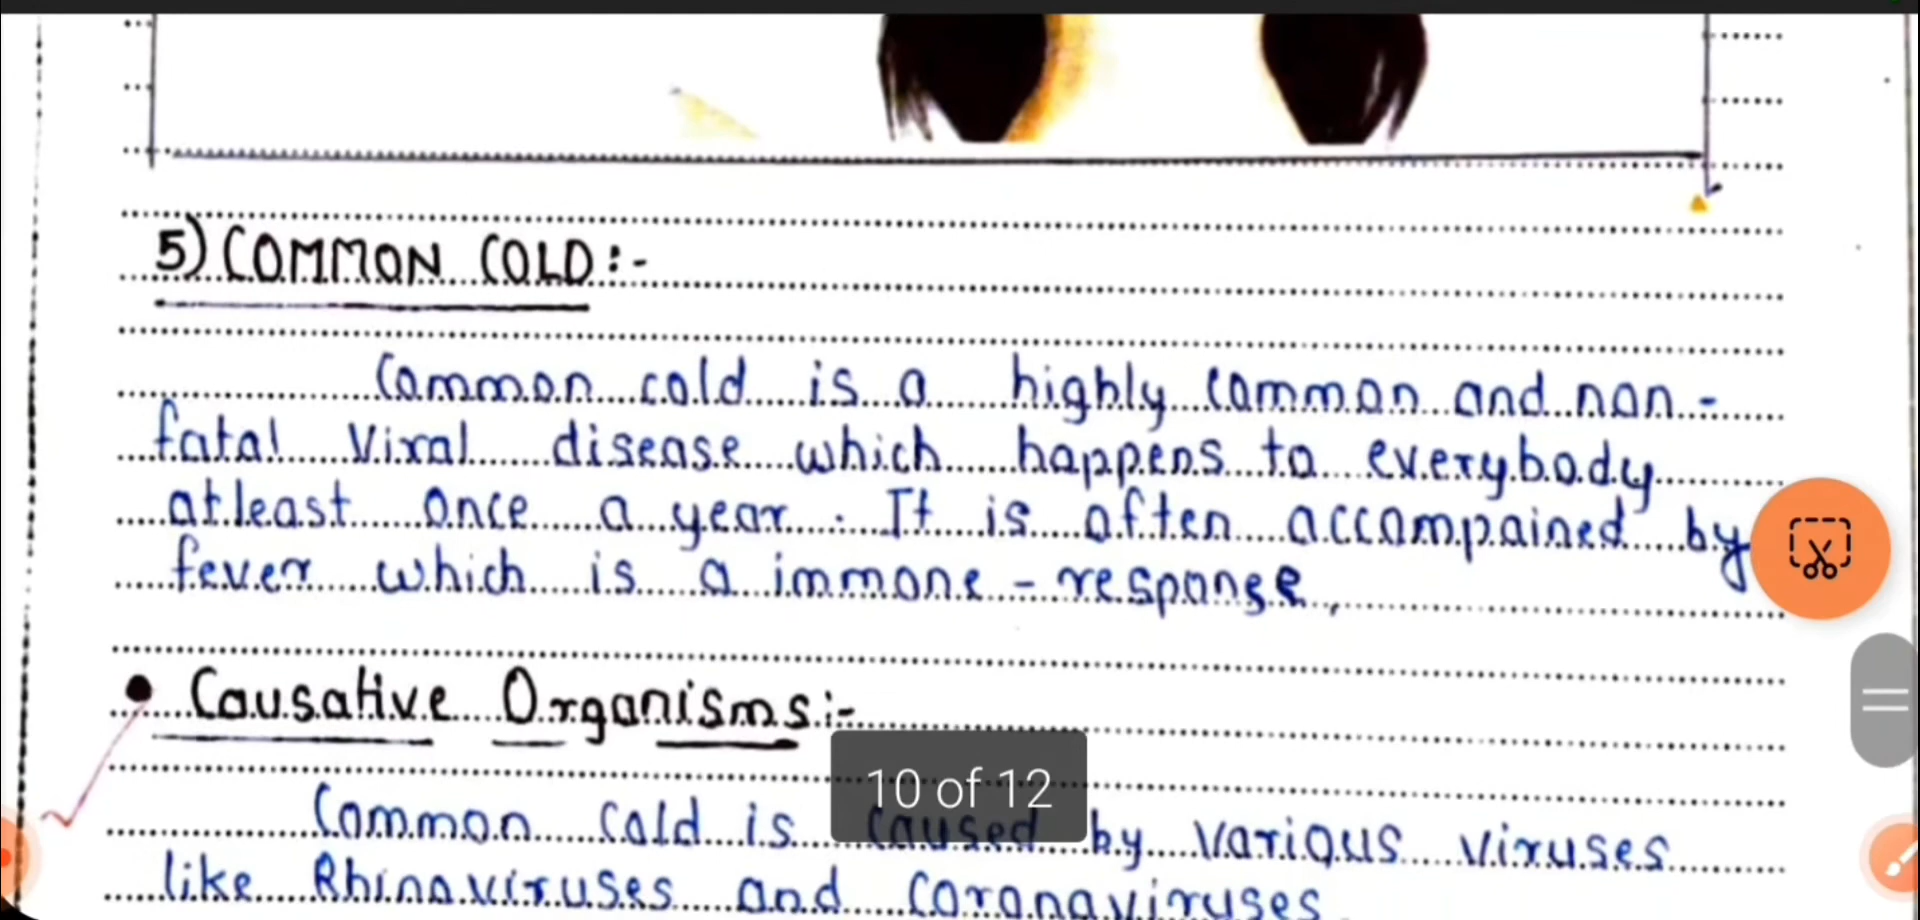 5) COMMON COLD :-
Common cold is a highly common and non-
fatal Viral disease which happens to everybody
atleast once a year. It is often accompained by
fever which is a immone - response,
• Causative Organisms :-
10 of 12
Common Cold is caused by various viruses
like Rhinoviruses and Coronaviruses.